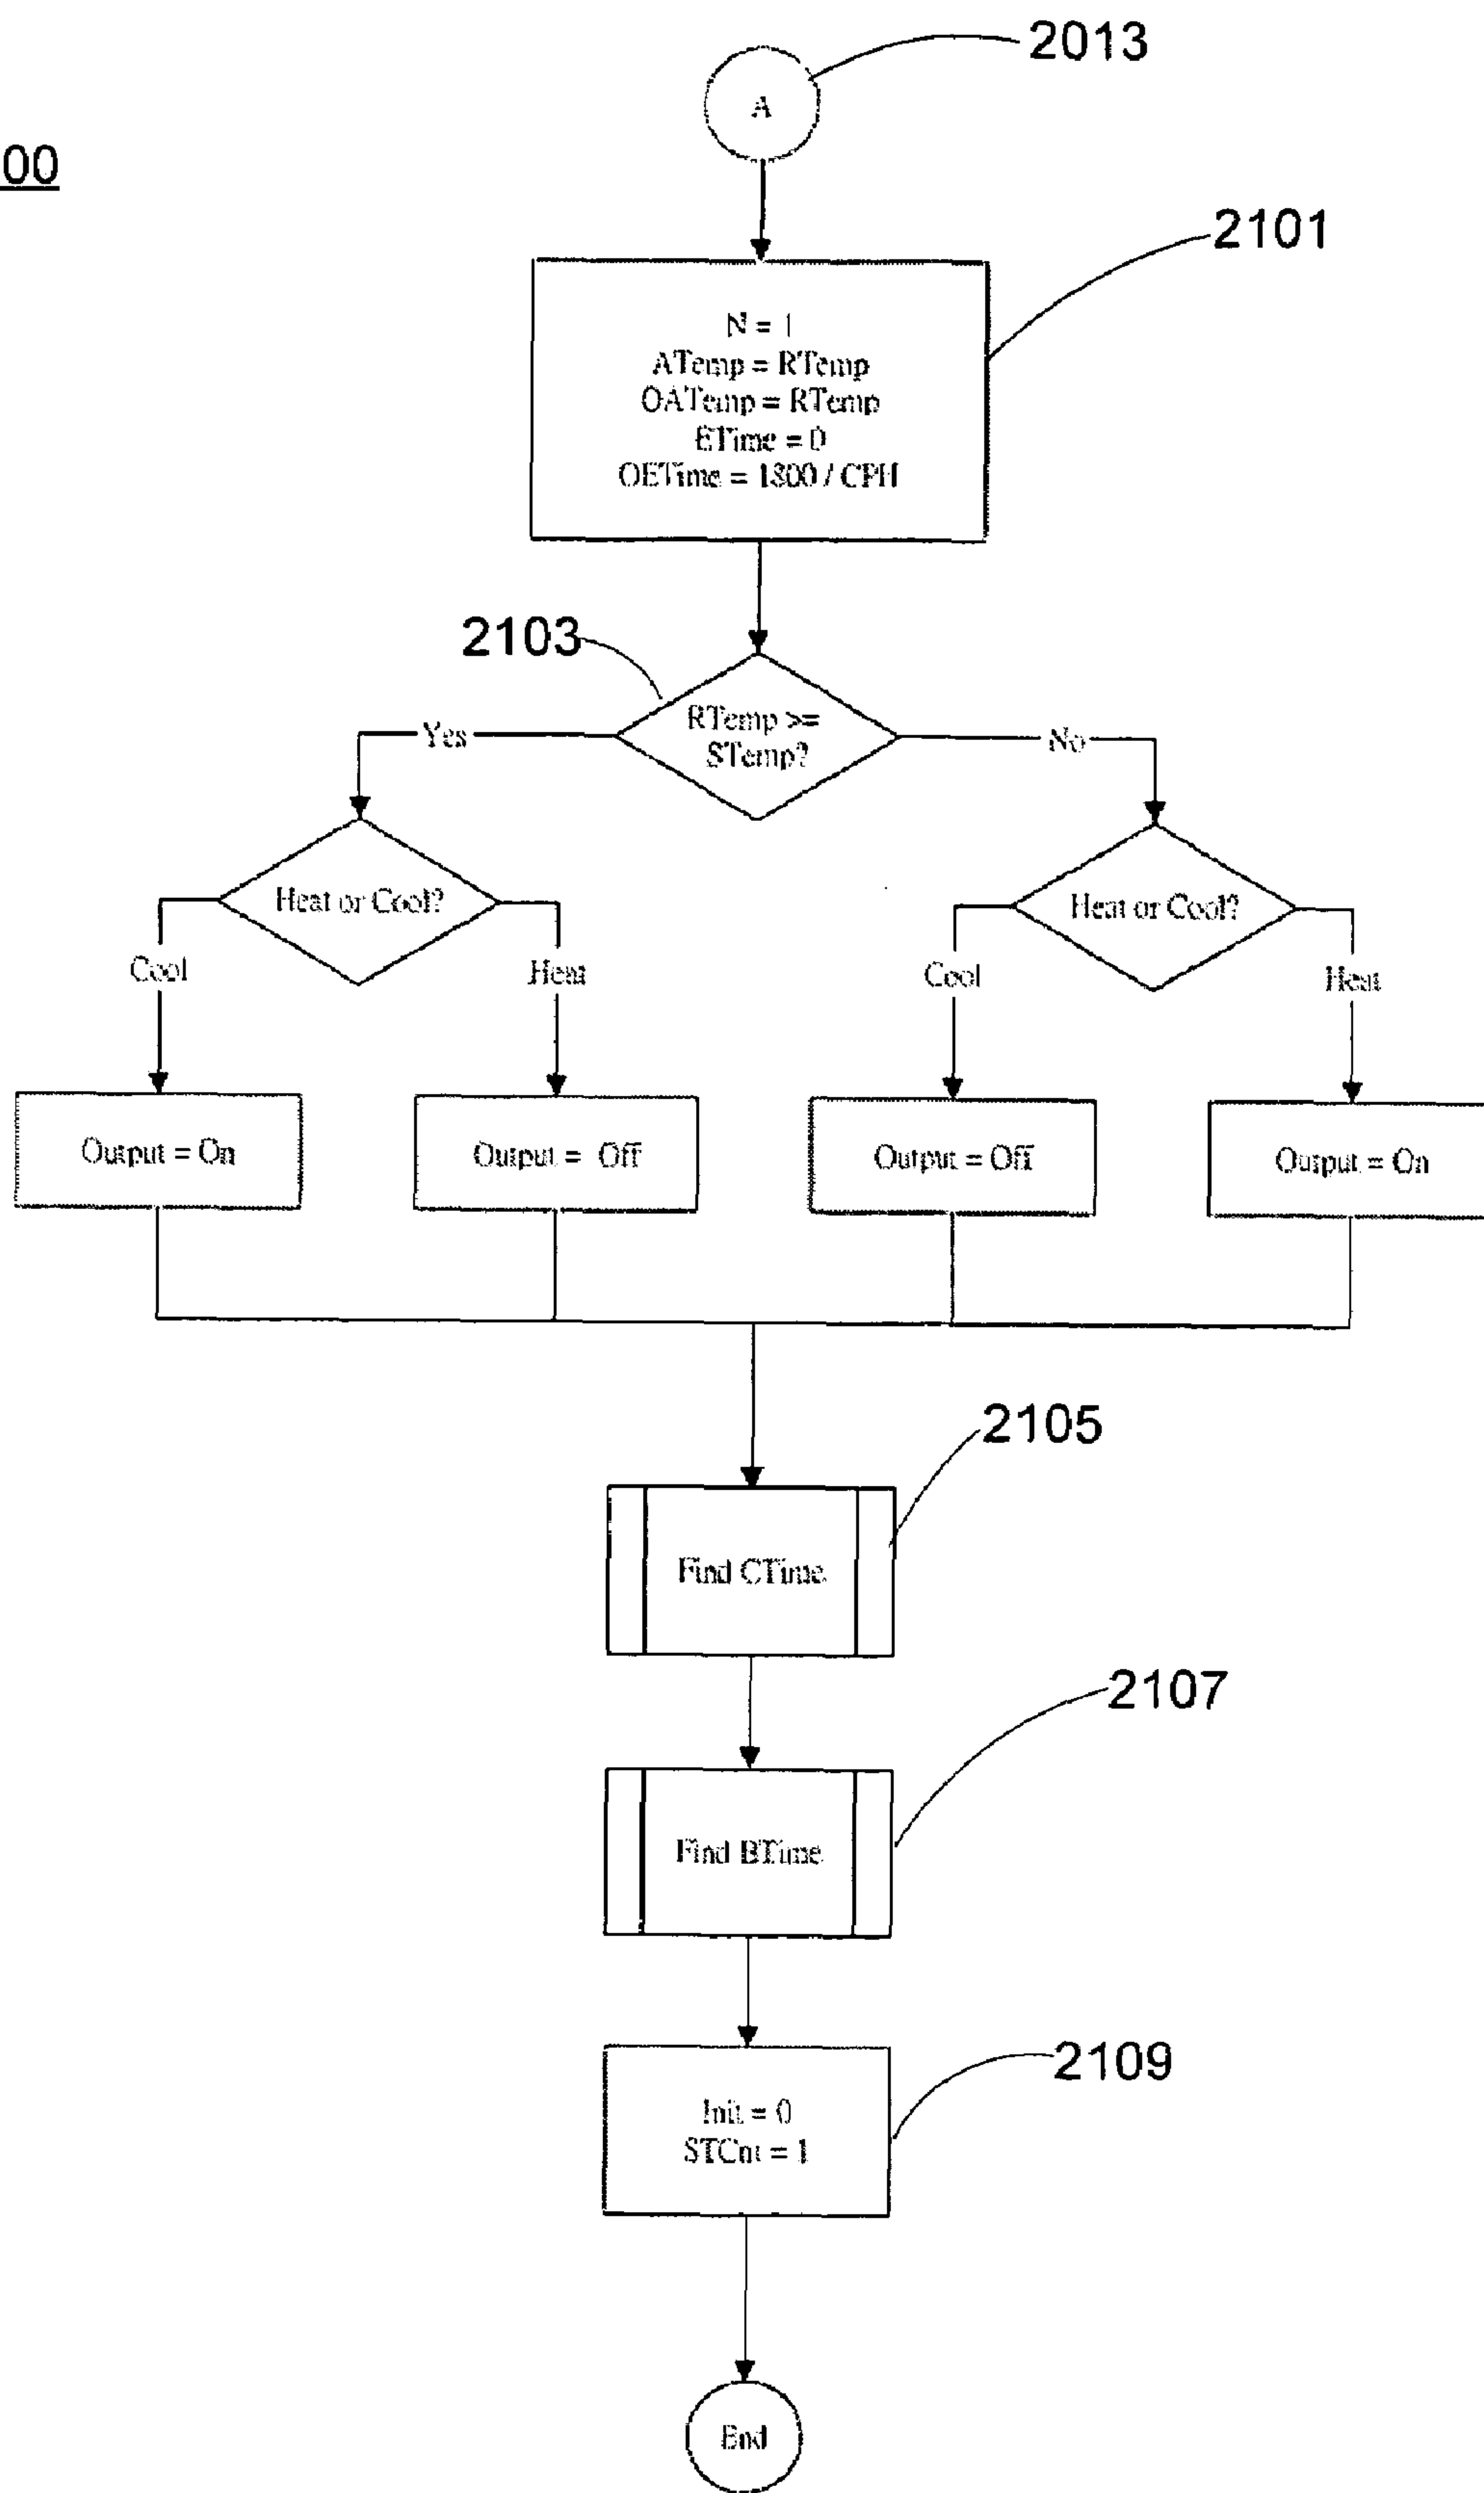 2013
A
00
2101
N = 1
ATemp = RTemp
OATemp = RTemp
ETime = 0
OETime = 1800 / CPH
2103
RTemp >=
STemp?
Yes
No
Heat or Cool?
Heat or Cool?
Cool
Heat
Cool
Heat
Output = On
Output = Off
Output = Off
Output = On
2105
Find CTime
2107
Find BTime
2109
Init = 0
STCnt = 1
End